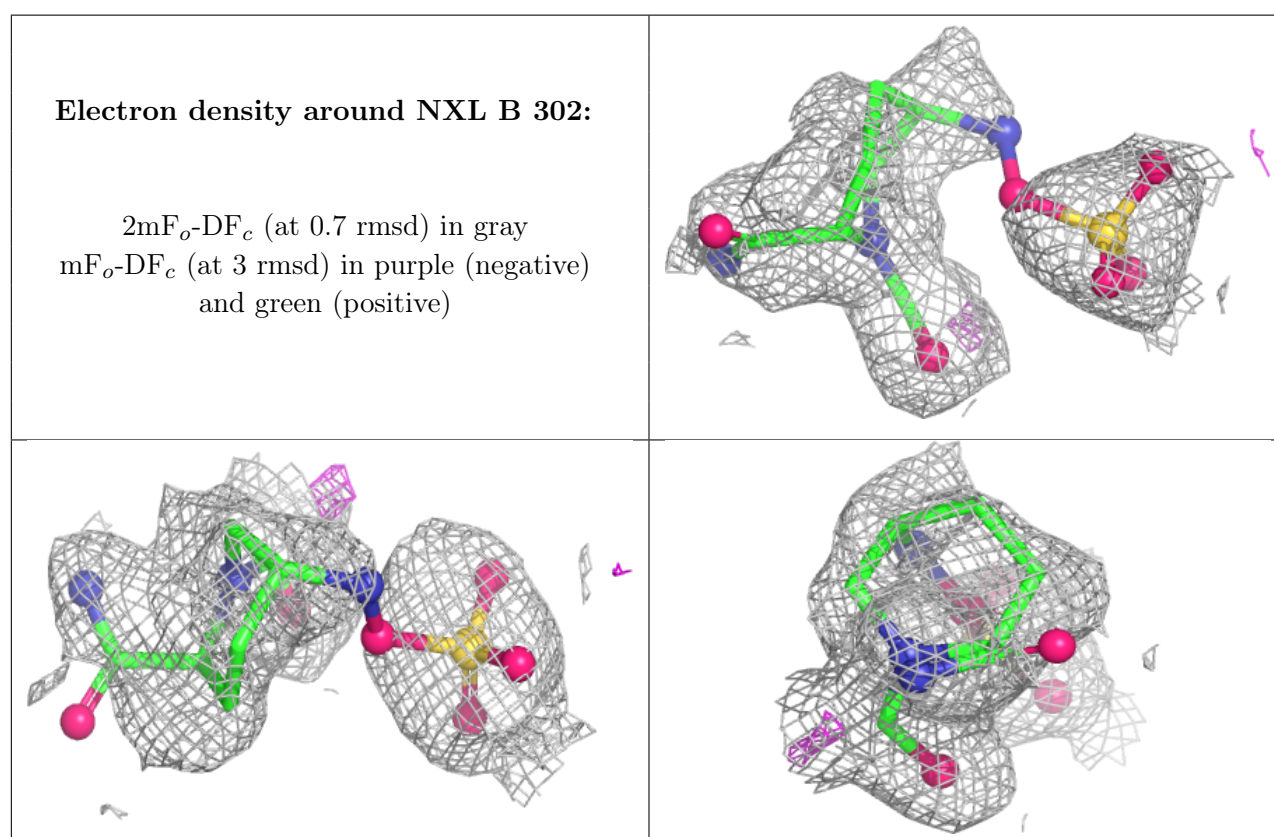 Electron density around NXL B 302:
2mFo-DFc (at 0.7 rmsd) in gray
mFo-DFc (at 3 rmsd) in purple (negative)
and green (positive)